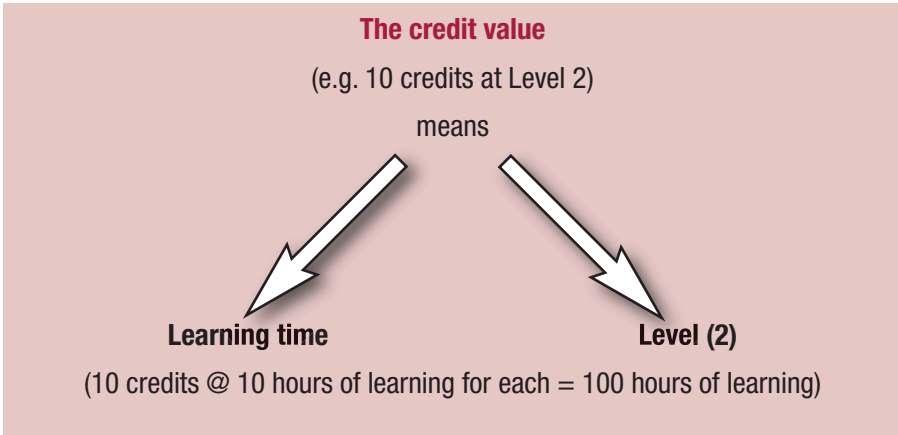 The credit value
(e.g. 10 credits at Level 2)
means
Learning time
Level (2)
(10 credits @ 10 hours of learning for each = 100 hours of learning)